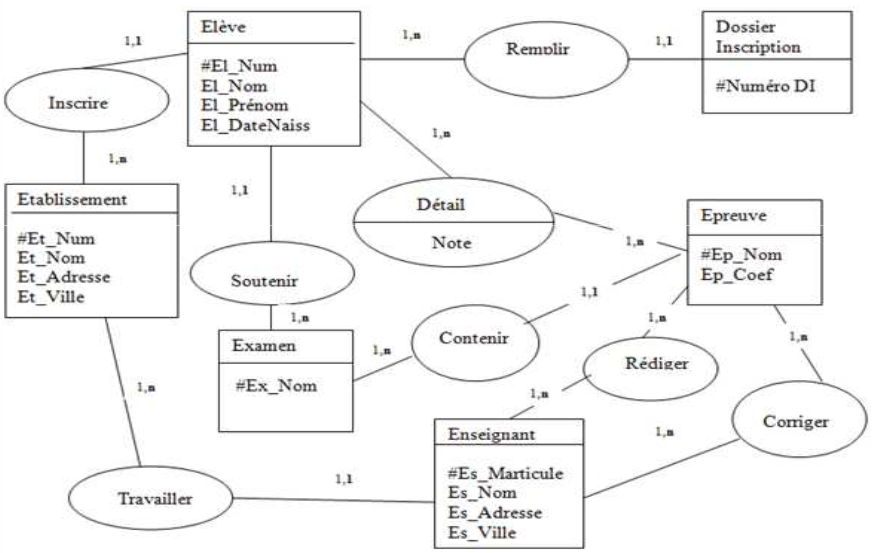 Elève
#El_Num
El_Nom
El_Prénom
El_DateNaiss
1,1
1,n
Remplir
1,1
Dossier
Inscription
#Numéro DI
Inscrire
1,n
1,n
Etablissement
#Et_Num
Et_Nom
Et_Adresse
Et_Ville
1,1
Détail
Note
1,n
Epreuve
#Ep_Nom
Ep_Coef
Soutenir
1,n
1,1
Contenir
1,n
Examen
#Ex_Nom
1,n
Rédiger
1,n
1,n
Corriger
1,n
1,n
Enseignant
#Es_Marticule
Es_Nom
Es_Adresse
Es_Ville
1,1
Travailler